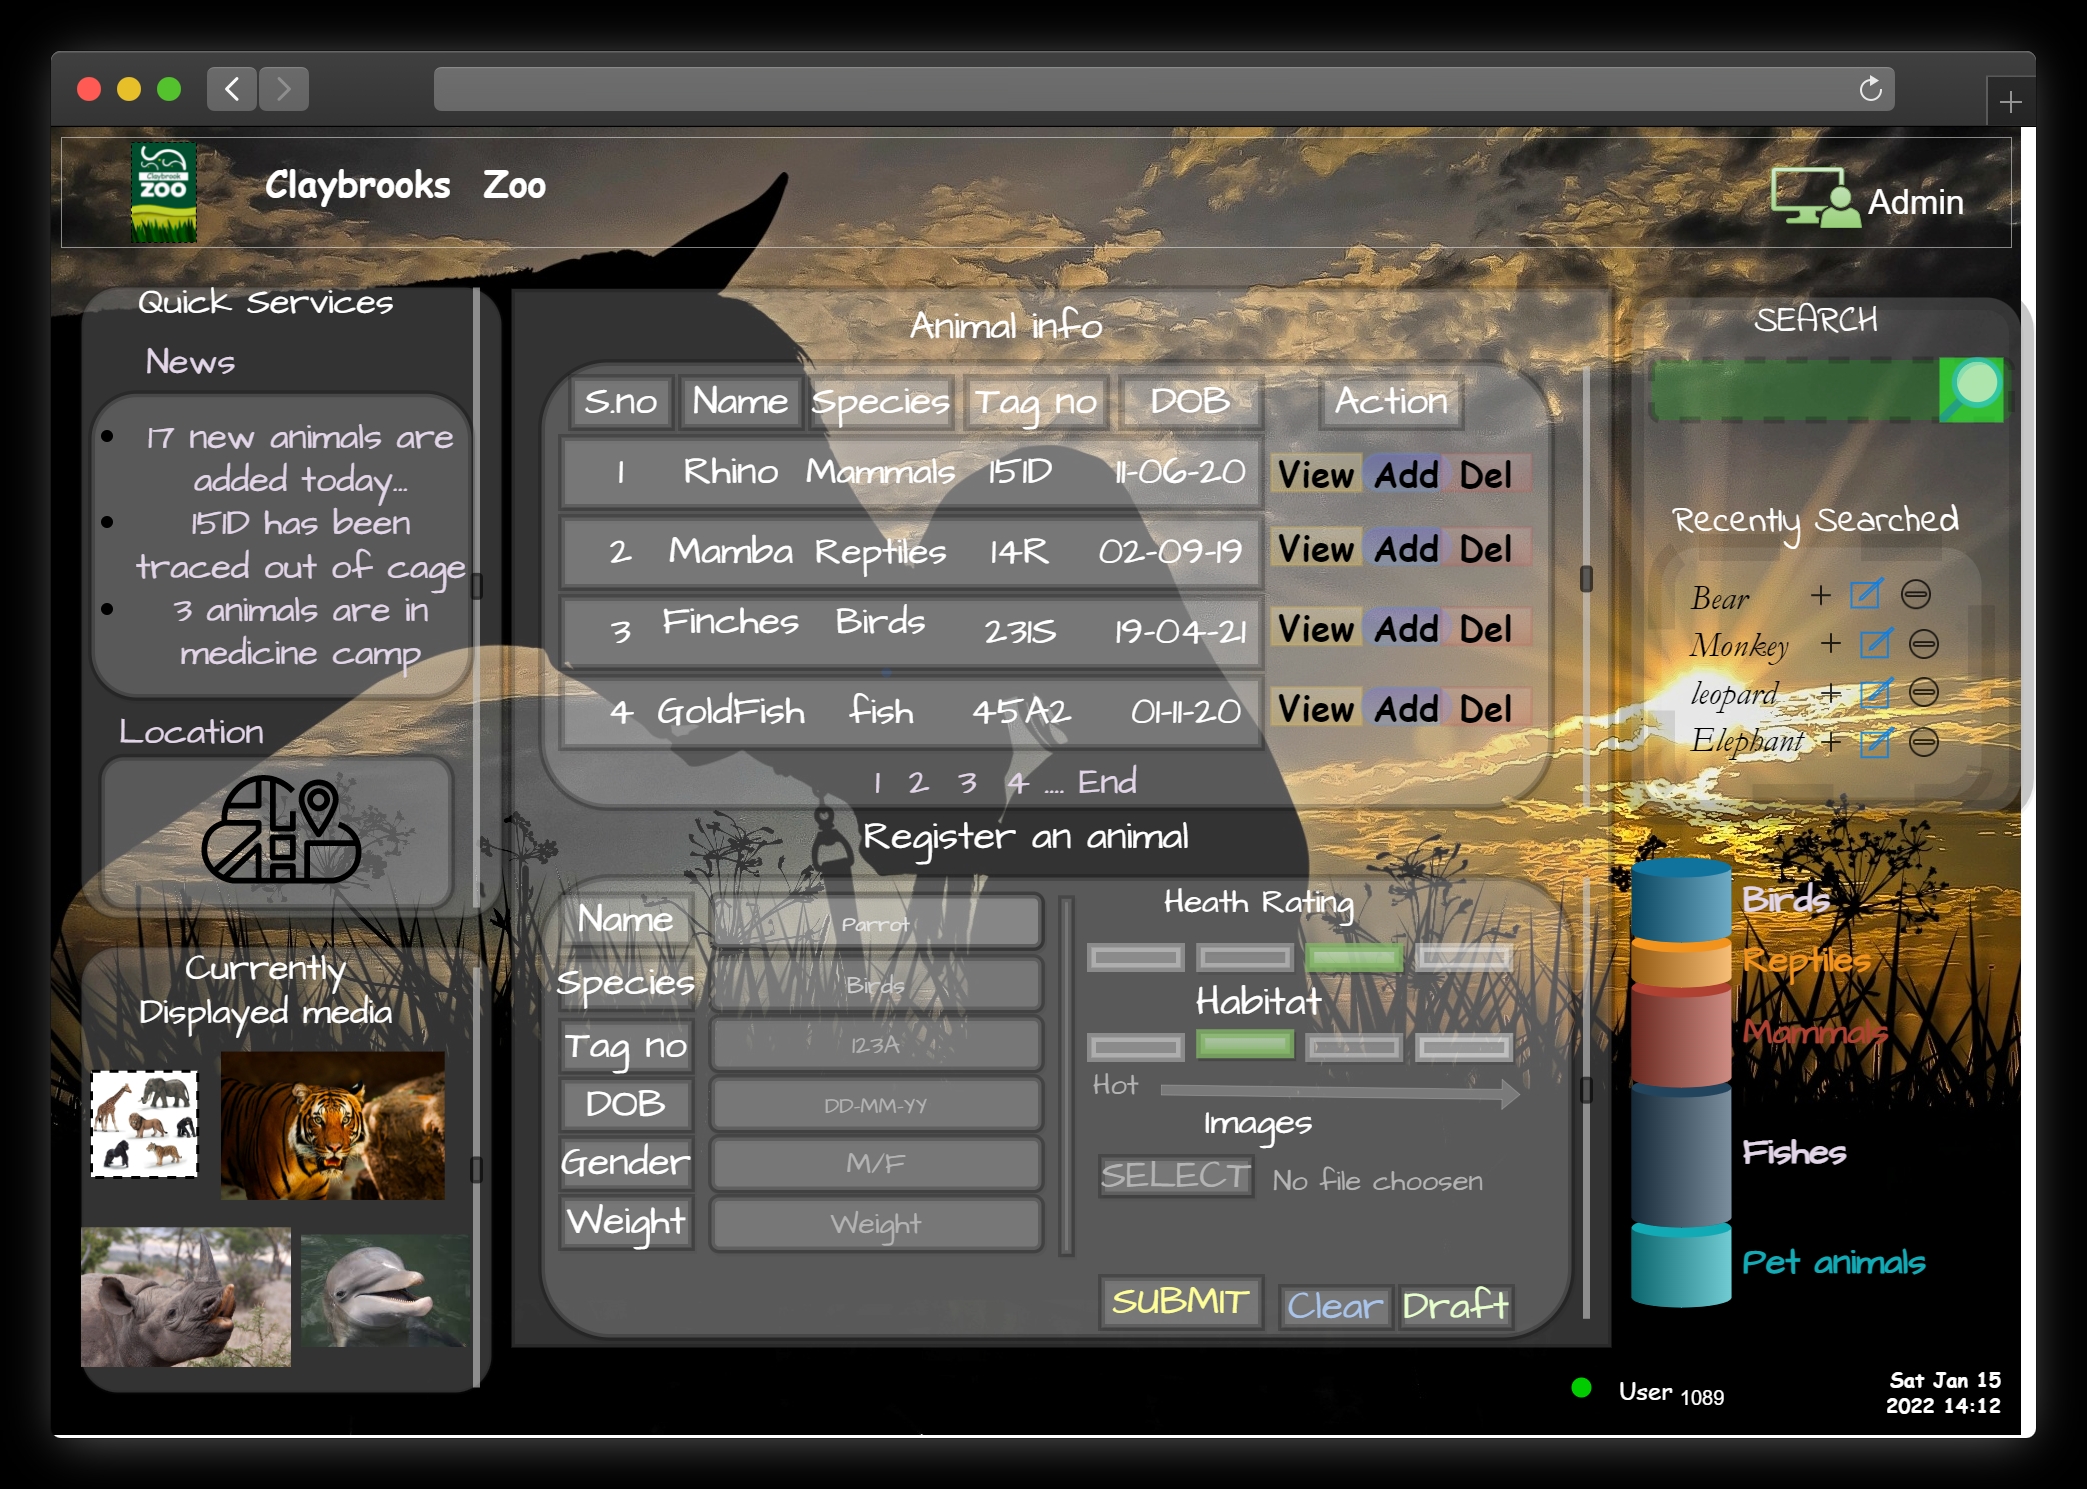 Claybrook
ZOO
Claybrooks Zoo
Admin
Quick Services
News
17 new animals are
added today...
151D has been
traced out of cage
3 animals are in
medicine camp
Location
Currently
Displayed media
Animal info
S.no Name Species Tag no DOB Action
1 Rhino Mammals 151D 11-06-20 View Add Del
2 Mamba Reptiles 14R 02-09-19 View Add Del
3 Finches Birds 231S 19-04-21 View Add Del
4 GoldFish fish 45A2 01-11-20 View Add Del
1 2 3 4 .... End
Register an animal
Name Parrot
Species Birds
Tag no 123A
DOB DD-MM-YY
Gender M/F
Weight Weight
Heath Rating
Habitat
Hot
Images
SELECT No file choosen
SUBMIT Clear Draft
SEARCH
Recently Searched
Bear
Monkey
leopard
Elephant
Birds
Reptiles
Mammals
Fishes
Pet animals
User 1089
Sat Jan 15
2022 14:12